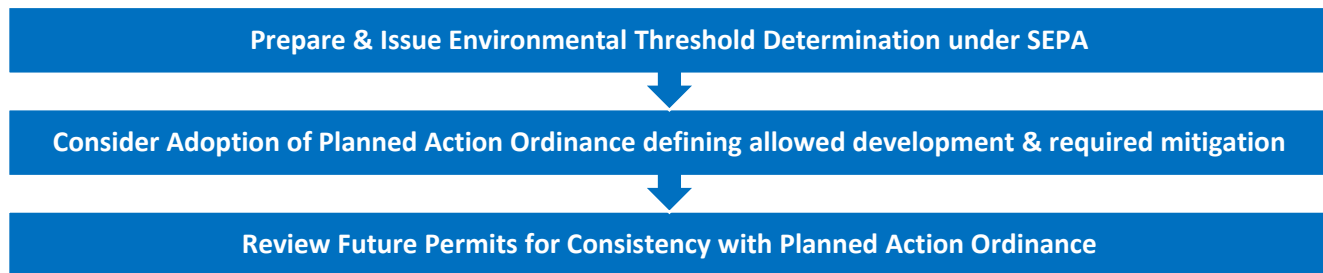 Prepare & Issue Environmental Threshold Determination under SEPA
Consider Adoption of Planned Action Ordinance defining allowed development & required mitigation
Review Future Permits for Consistency with Planned Action Ordinance